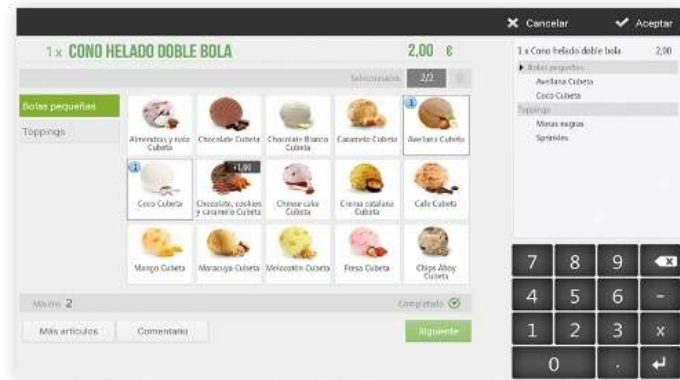 Cancelar
Aceptar
1 x CONO HELADO DOBLE BOLA 2,00 €
Seleccionados 2/2
Bolas pequeñas
Toppings
Almendras y nata Cubeta
Chocolate Cubeta
Chocolate Blanco Cubeta
Caramelo Cubeta
Avellana Cubeta
Coco Cubeta
+1,00
Chocolate, cookies y caramelo Cubeta
Cheese cake Cubeta
Crema catalana Cubeta
Cafe Cubeta
Mango Cubeta
Maracuya Cubeta
Melocotón Cubeta
Fresa Cubeta
Chips Ahoy Cubeta
Máximo 2
Completado
Más artículos
Comentario
Siguiente
1 x Cono helado doble bola 2,00
Bolas pequeñas
Avellana Cubeta
Coco Cubeta
Toppings
Moras negras
Sprinkles
7 8 9
4 5 6 -
1 2 3 x
0 .